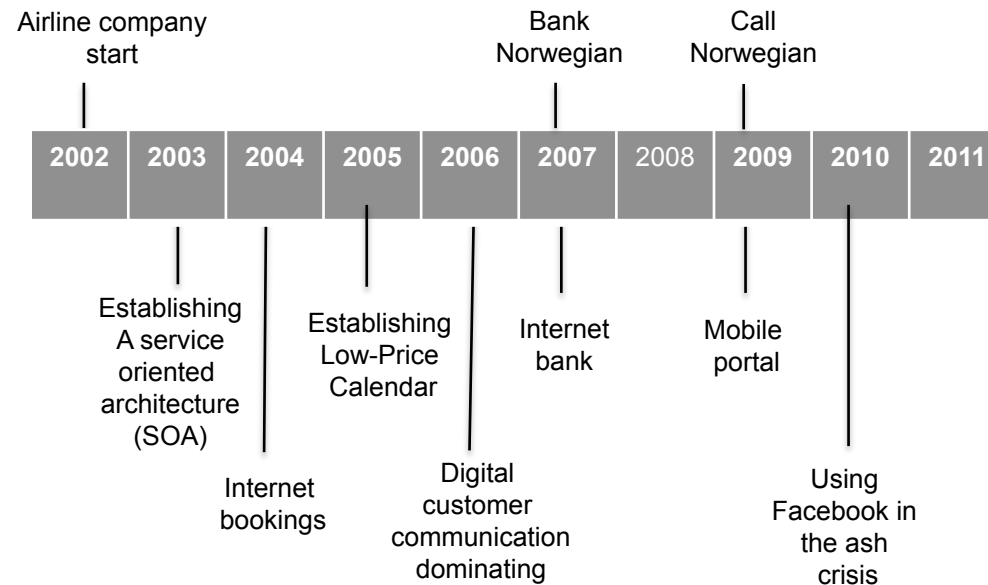 Airline company
start
Bank
Norwegian
Call
Norwegian
2002 2003 2004 2005 2006 2007 2008 2009 2010 2011
Establishing
A service
oriented
architecture
(SOA)
Internet
bookings
Establishing
Low-Price
Calendar
Digital
customer
communication
dominating
Internet
bank
Mobile
portal
Using
Facebook in
the ash
crisis